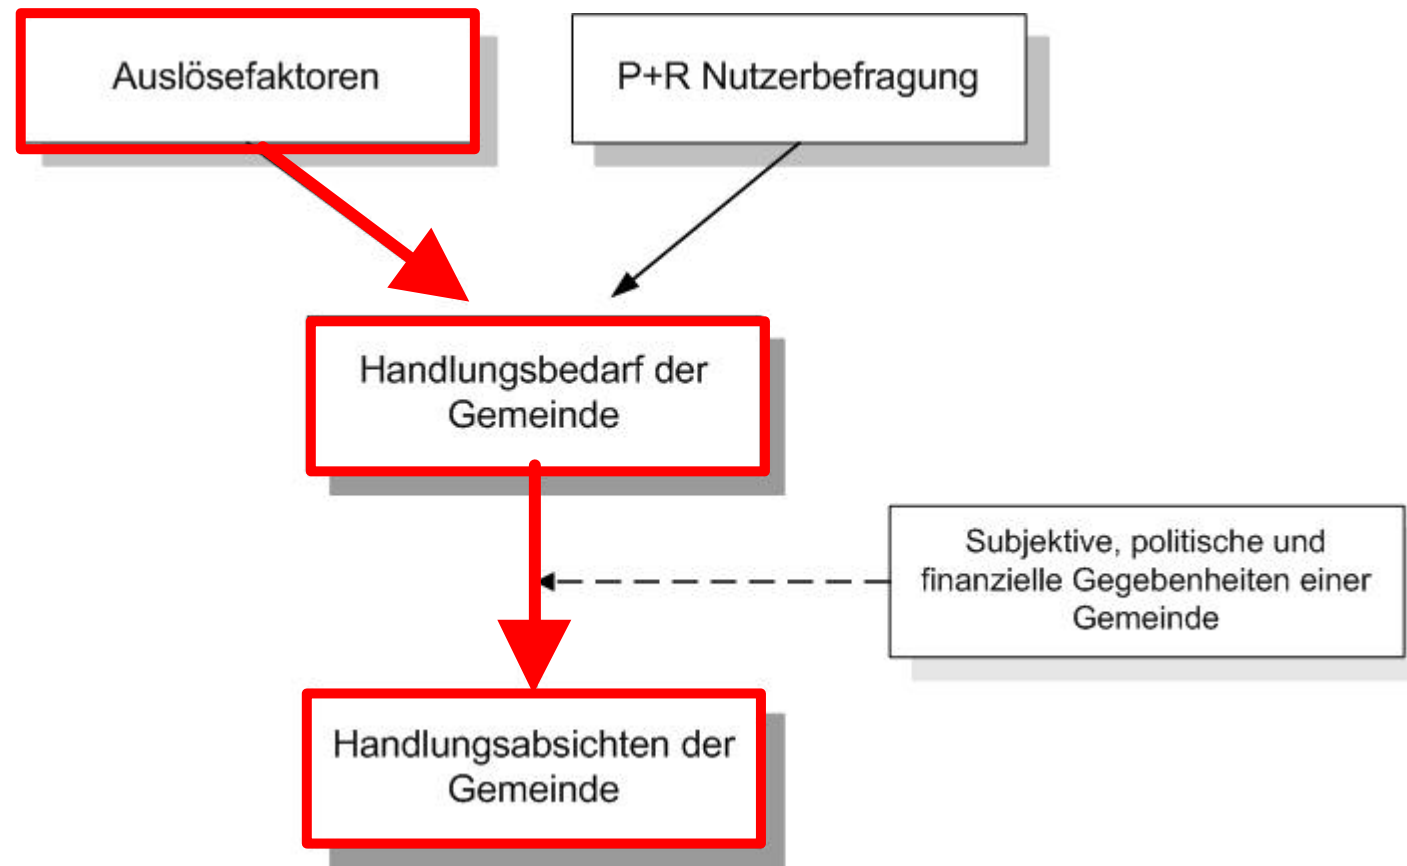 Auslösefaktoren
P+R Nutzerbefragung
Handlungsbedarf der
Gemeinde
Subjektive, politische und
finanzielle Gegebenheiten einer
Gemeinde
Handlungsabsichten der
Gemeinde